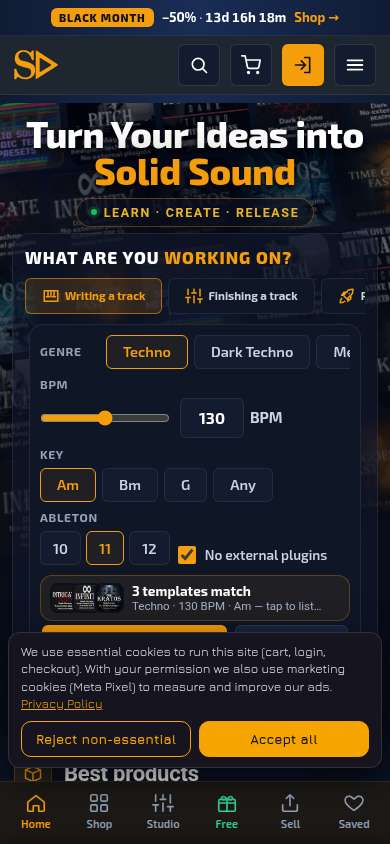 BLACK MONTH −50% · 13d 16h 18m Shop →
Turn Your Ideas into
Solid Sound
LEARN · CREATE · RELEASE
WHAT ARE YOU WORKING ON?
Writing a track Finishing a track
GENRE Techno Dark Techno Me
BPM
130 BPM
KEY
Am Bm G Any
ABLETON
10 11 12 No external plugins
3 templates match
Techno · 130 BPM · Am — tap to list...
We use essential cookies to run this site (cart, login,
checkout). With your permission we also use marketing
cookies (Meta Pixel) to measure and improve our ads.
Privacy Policy
Reject non-essential Accept all
Best products
Home Shop Studio Free Sell Saved